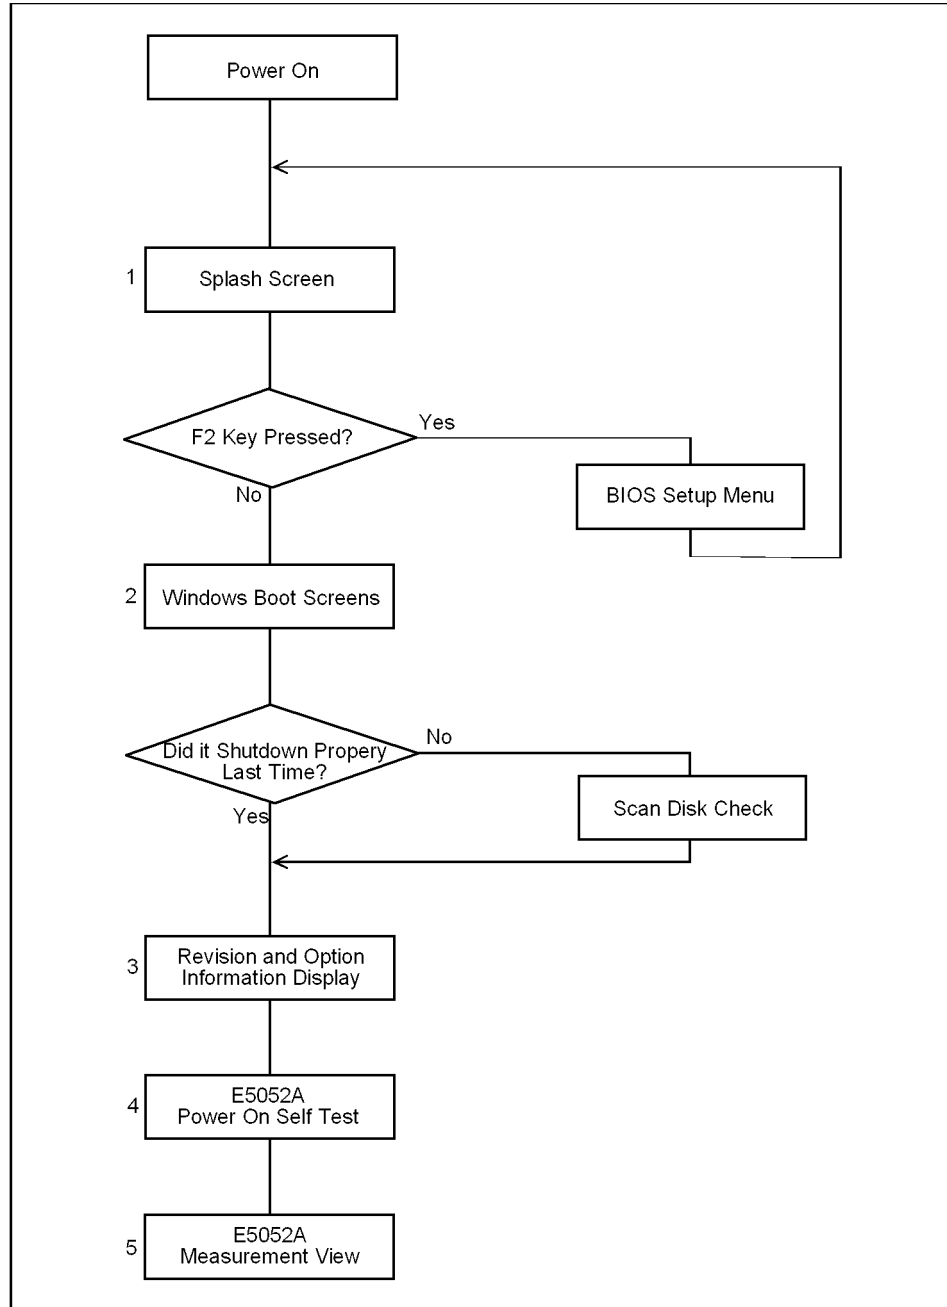 Power On
1
Splash Screen
F2 Key Pressed?
Yes
No
BIOS Setup Menu
2
Windows Boot Screens
Did it Shutdown Propery
Last Time?
No
Yes
Scan Disk Check
3
Revision and Option
Information Display
4
E5052A
Power On Self Test
5
E5052A
Measurement View